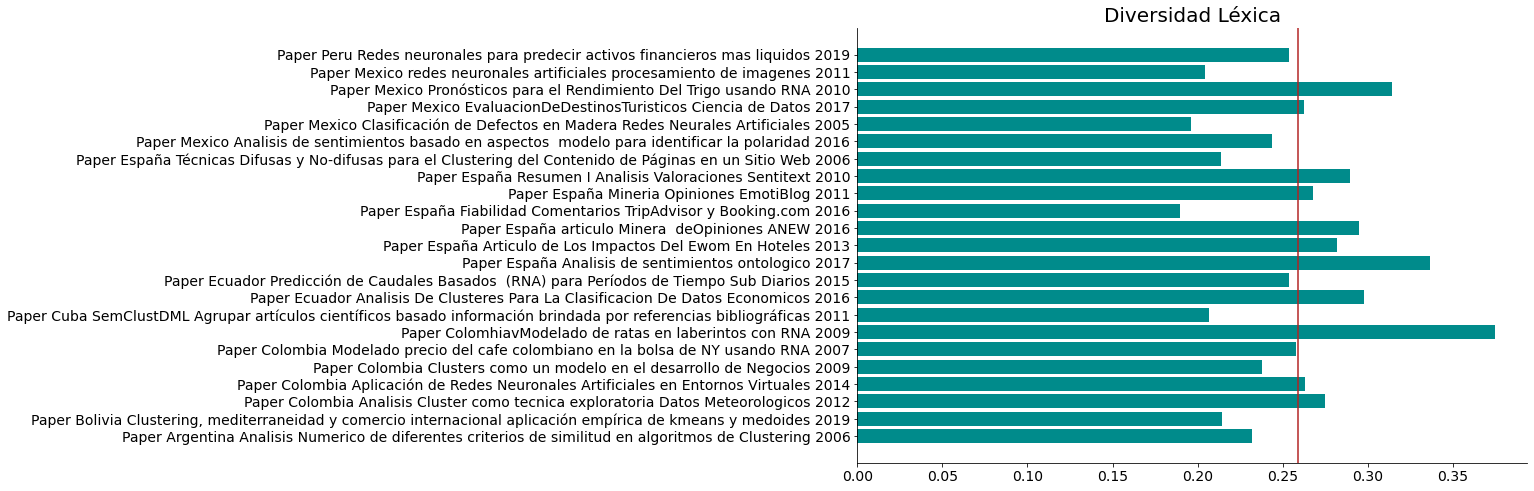 Diversidad Léxica
Paper Peru Redes neuronales para predecir activos financieros mas liquidos 2019
Paper Mexico redes neuronales artificiales procesamiento de imagenes 2011
Paper Mexico Pronósticos para el Rendimiento Del Trigo usando RNA 2010
Paper Mexico EvaluacionDeDestinosTuristicos Ciencia de Datos 2017
Paper Mexico Clasificación de Defectos en Madera Redes Neurales Artificiales 2005
Paper Mexico Analisis de sentimientos basado en aspectos  modelo para identificar la polaridad 2016
Paper España Técnicas Difusas y No-difusas para el Clustering del Contenido de Páginas en un Sitio Web 2006
Paper España Resumen I Analisis Valoraciones Sentitext 2010
Paper España Mineria Opiniones EmotiBlog 2011
Paper España Fiabilidad Comentarios TripAdvisor y Booking.com 2016
Paper España articulo Minera  deOpiniones ANEW 2016
Paper España Articulo de Los Impactos Del Ewom En Hoteles 2013
Paper España Analisis de sentimientos ontologico 2017
Paper Ecuador Predicción de Caudales Basados  (RNA) para Períodos de Tiempo Sub Diarios 2015
Paper Ecuador Analisis De Clusteres Para La Clasificacion De Datos Economicos 2016
Paper Cuba SemClustDML Agrupar artículos científicos basado información brindada por referencias bibliográficas 2011
Paper ColomhiavModelado de ratas en laberintos con RNA 2009
Paper Colombia Modelado precio del cafe colombiano en la bolsa de NY usando RNA 2007
Paper Colombia Clusters como un modelo en el desarrollo de Negocios 2009
Paper Colombia Aplicación de Redes Neuronales Artificiales en Entornos Virtuales 2014
Paper Colombia Analisis Cluster como tecnica exploratoria Datos Meteorologicos 2012
Paper Bolivia Clustering, mediterraneidad y comercio internacional aplicación empírica de kmeans y medoides 2019
Paper Argentina Analisis Numerico de diferentes criterios de similitud en algoritmos de Clustering 2006
0.00 0.05 0.10 0.15 0.20 0.25 0.30 0.35